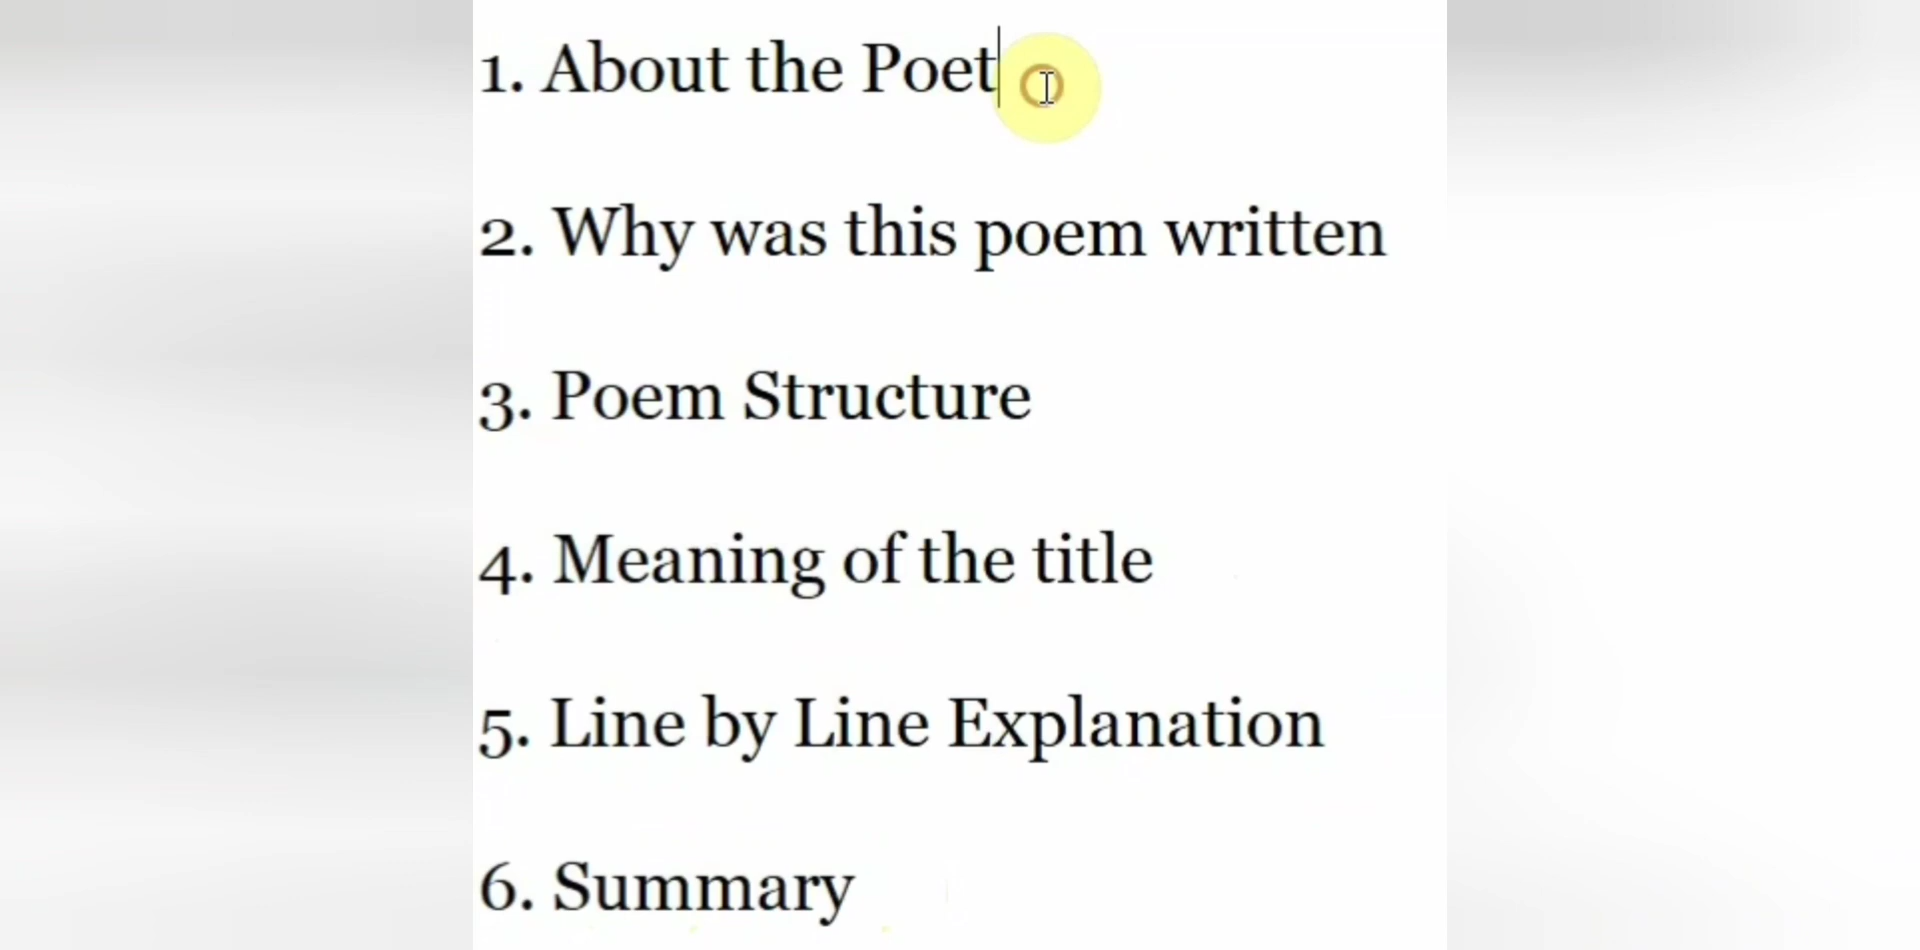 1. About the Poet
2. Why was this poem written
3. Poem Structure
4. Meaning of the title
5. Line by Line Explanation
6. Summary